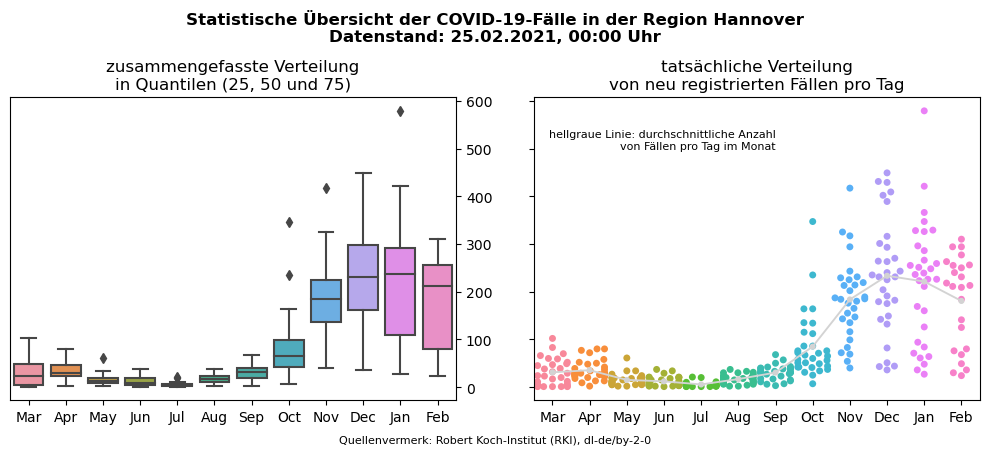 Statistische Übersicht der COVID-19-Fälle in der Region Hannover
Datenstand: 25.02.2021, 00:00 Uhr
zusammengefasste Verteilung
in Quantilen (25, 50 und 75)
tatsächliche Verteilung
von neu registrierten Fällen pro Tag
600
500
400
300
200
100
0
hellgraue Linie: durchschnittliche Anzahl
von Fällen pro Tag im Monat
Mar Apr May Jun Jul Aug Sep Oct Nov Dec Jan Feb
Mar Apr May Jun Jul Aug Sep Oct Nov Dec Jan Feb
Quellenvermerk: Robert Koch-Institut (RKI), dl-de/by-2-0